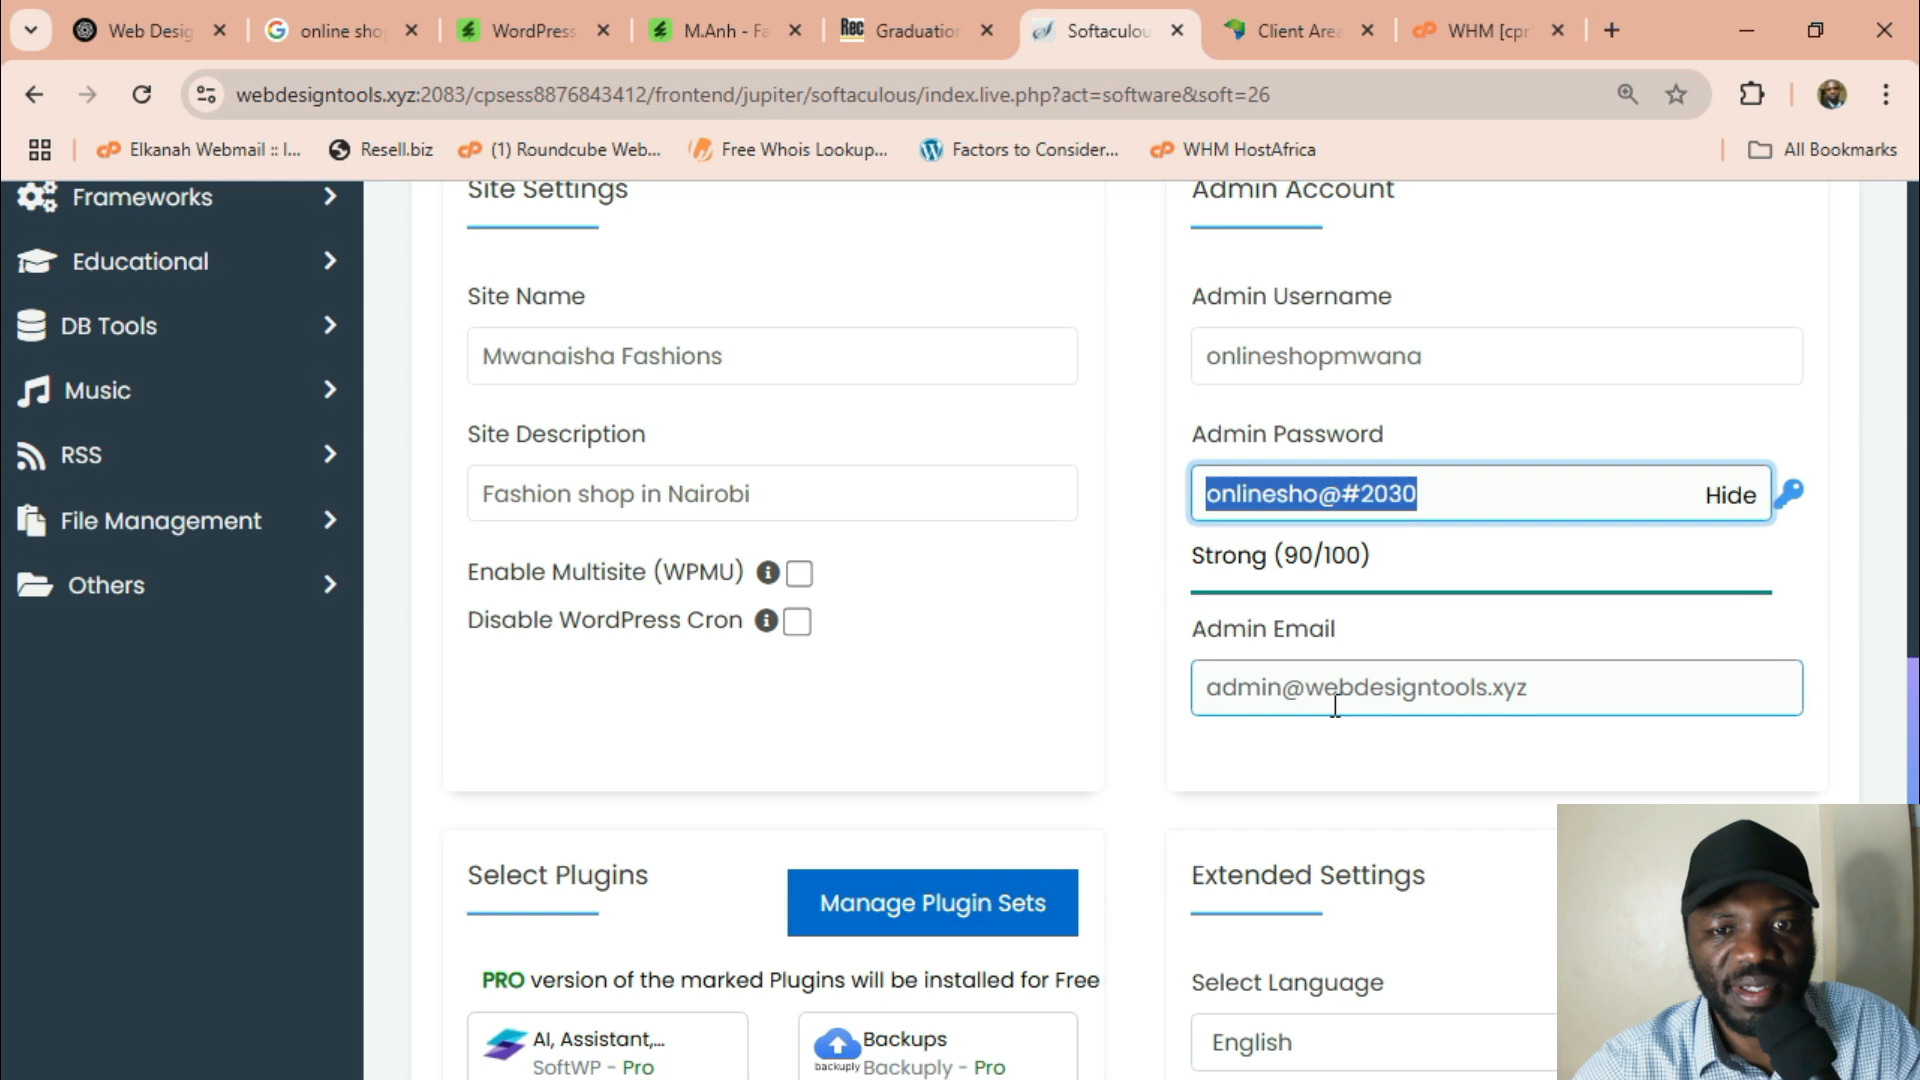 Web Desig
online sho
WordPress
M.Anh - Fa
Rec Graduation
Softaculou
Client Area
WHM [cpr
webdesigntools.xyz:2083/cpsess8876843412/frontend/jupiter/softaculous/index.live.php?act=software&soft=26
Elkanah Webmail :: I...
Resell.biz
(1) Roundcube Web...
Free Whois Lookup...
Factors to Consider...
WHM HostAfrica
All Bookmarks
Frameworks
Educational
DB Tools
Music
RSS
File Management
Others
Site Settings
Site Name
Mwanaisha Fashions
Site Description
Fashion shop in Nairobi
Enable Multisite (WPMU)
Disable WordPress Cron
Admin Account
Admin Username
onlineshopmwana
Admin Password
onlinesho@#2030
Hide
Strong (90/100)
Admin Email
admin@webdesigntools.xyz
Select Plugins
Manage Plugin Sets
PRO version of the marked Plugins will be installed for Free
AI, Assistant,...
SoftWP - Pro
backuply
Backups
Backuply - Pro
Extended Settings
Select Language
English